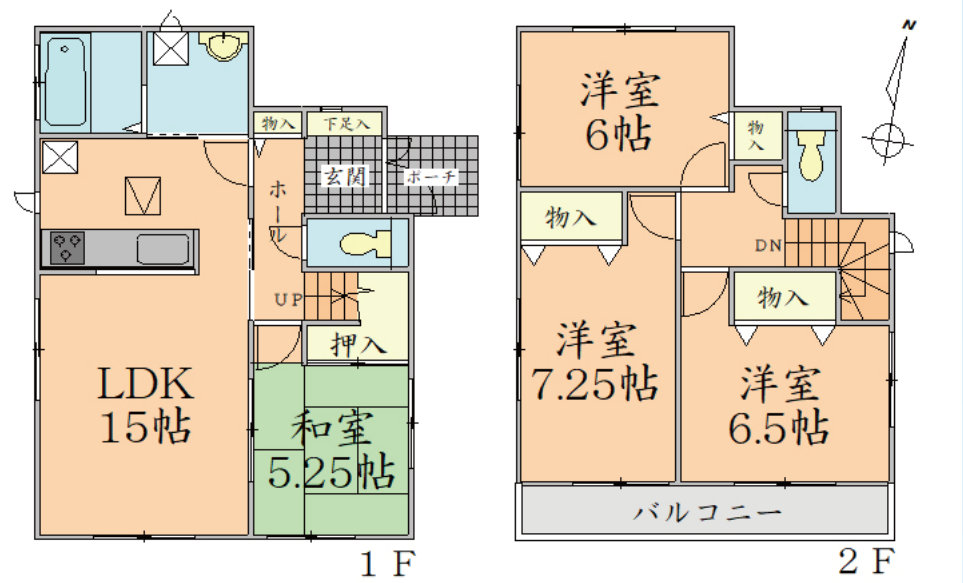 物入
下足入
玄関
ポーチ
ホール
UP
押入
LDK
15帖
和室
5.25帖
1F
N
洋室
6帖
物入
物入
DN
物入
洋室
7.25帖
洋室
6.5帖
バルコニー
2F